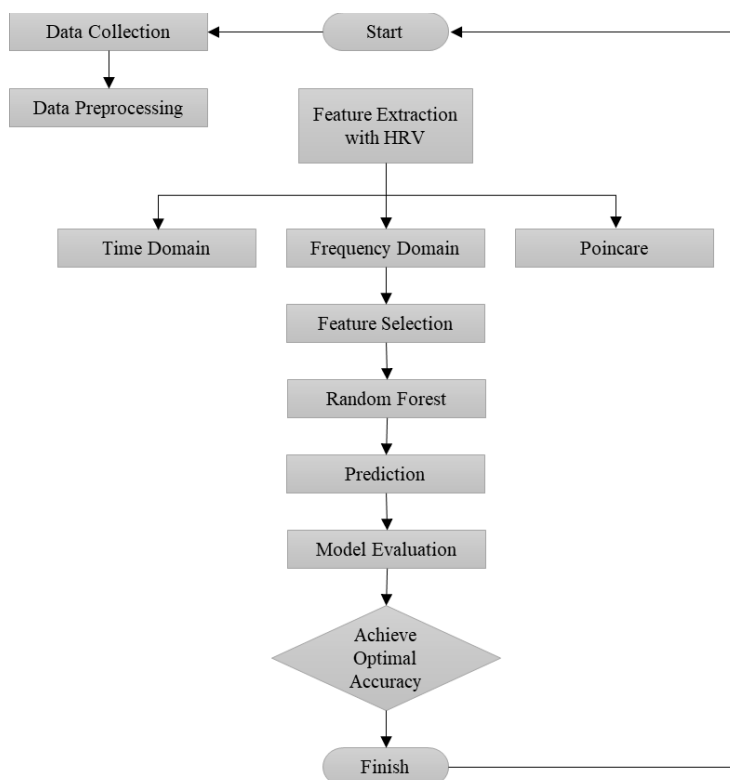 Data Collection
Start
Data Preprocessing
Feature Extraction
with HRV
Time Domain
Frequency Domain
Poincare
Feature Selection
Random Forest
Prediction
Model Evaluation
Achieve
Optimal
Accuracy
Finish